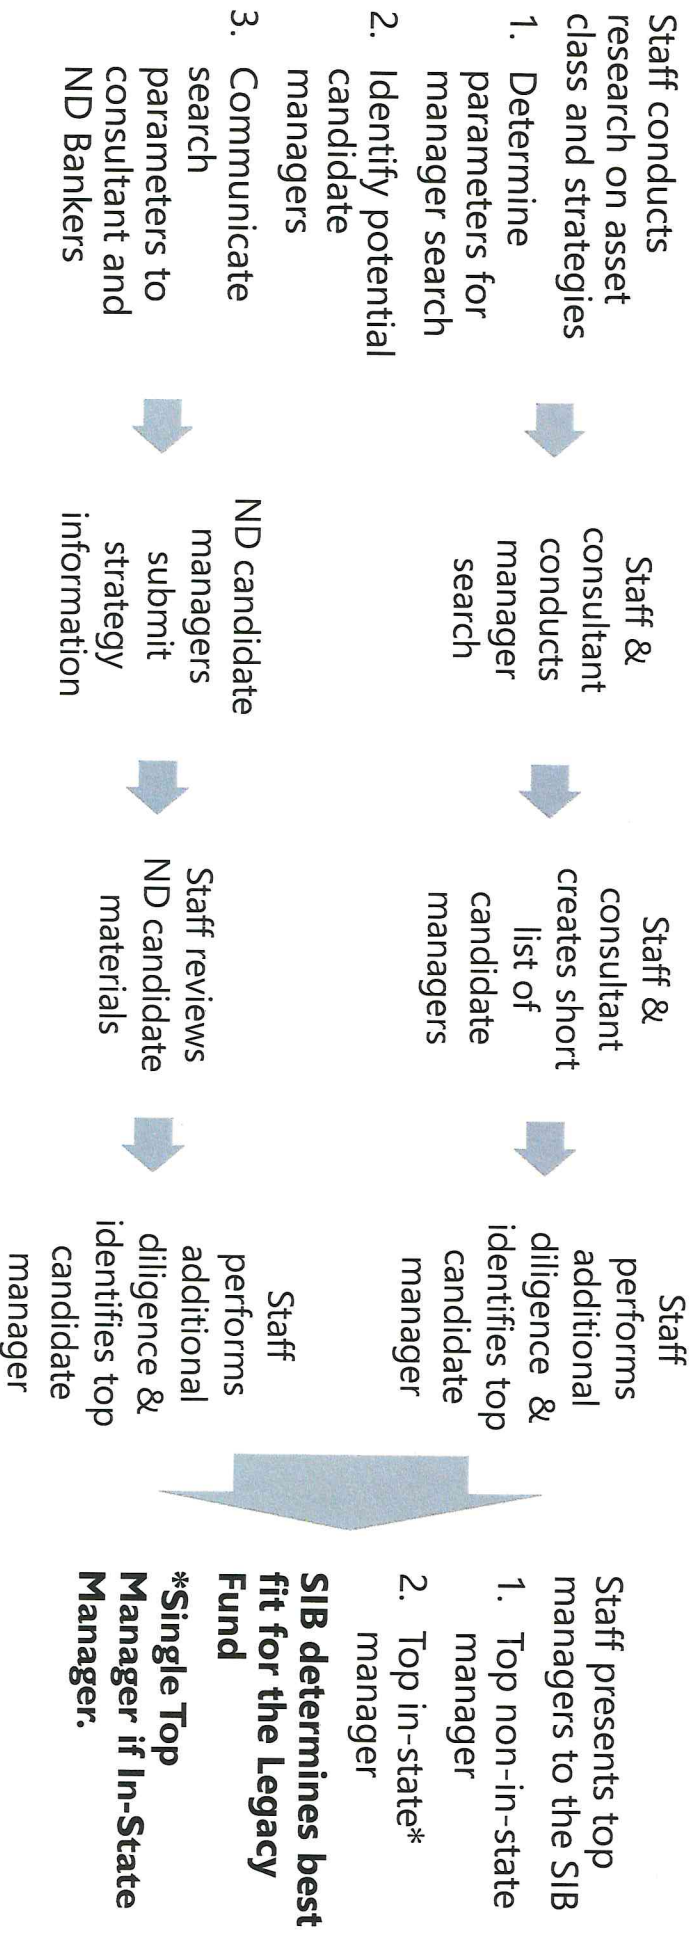 Staff conducts
research on asset
class and strategies
1. Determine
parameters for
manager search
2. Identify potential
candidate
managers
3. Communicate
search
parameters to
consultant and
ND Bankers
Staff &
consultant
conducts
manager
search
Staff &
consultant
creates short
list of
candidate
managers
Staff
performs
additional
diligence &
identifies top
candidate
manager
ND candidate
managers
submit
strategy
information
Staff reviews
ND candidate
materials
Staff
performs
additional
diligence &
identifies top
candidate
manager
Staff presents top
managers to the SIB
1. Top non-in-state
manager
2. Top in-state*
manager
SIB determines best
fit for the Legacy
Fund
*Single Top
Manager if In-State
Manager.